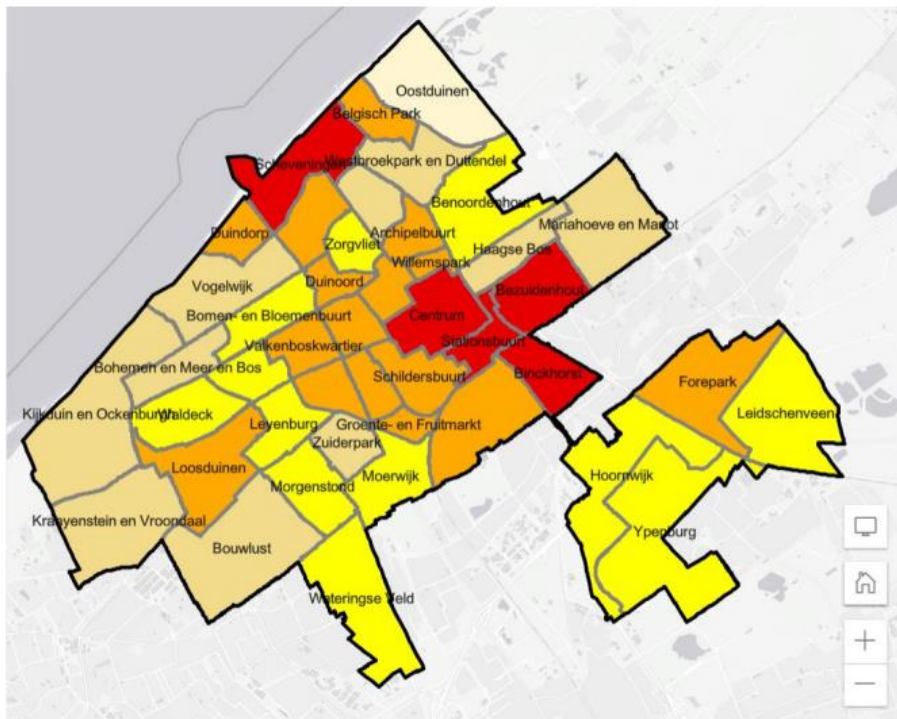 Oostduinen
Belgisch Park
Scheveningen
Westbroekpark en Duttendel
Benoordenhout
Mariahoeve en Marlot
Duindorp
Zorgvliet
Archipelbuurt
Haagse Bos
Willemspark
Vogelwijk
Duinoord
Bezuidenhout
Bomen- en Bloemenbuurt
Centrum
Stationsbuurt
Valkenboskwartier
Bohemen en Meer en Bos
Schildersbuurt
Binckhorst
Forepark
Kijkduin en Ockenburgh
Waldeck
Leyenburg
Groente- en Fruitmarkt
Leidschenveen
Zuiderpark
Loosduinen
Moerwijk
Hoornwijk
Morgenstond
Kraayenstein en Vroondaal
Ypenburg
Bouwlust
Wateringse Veld